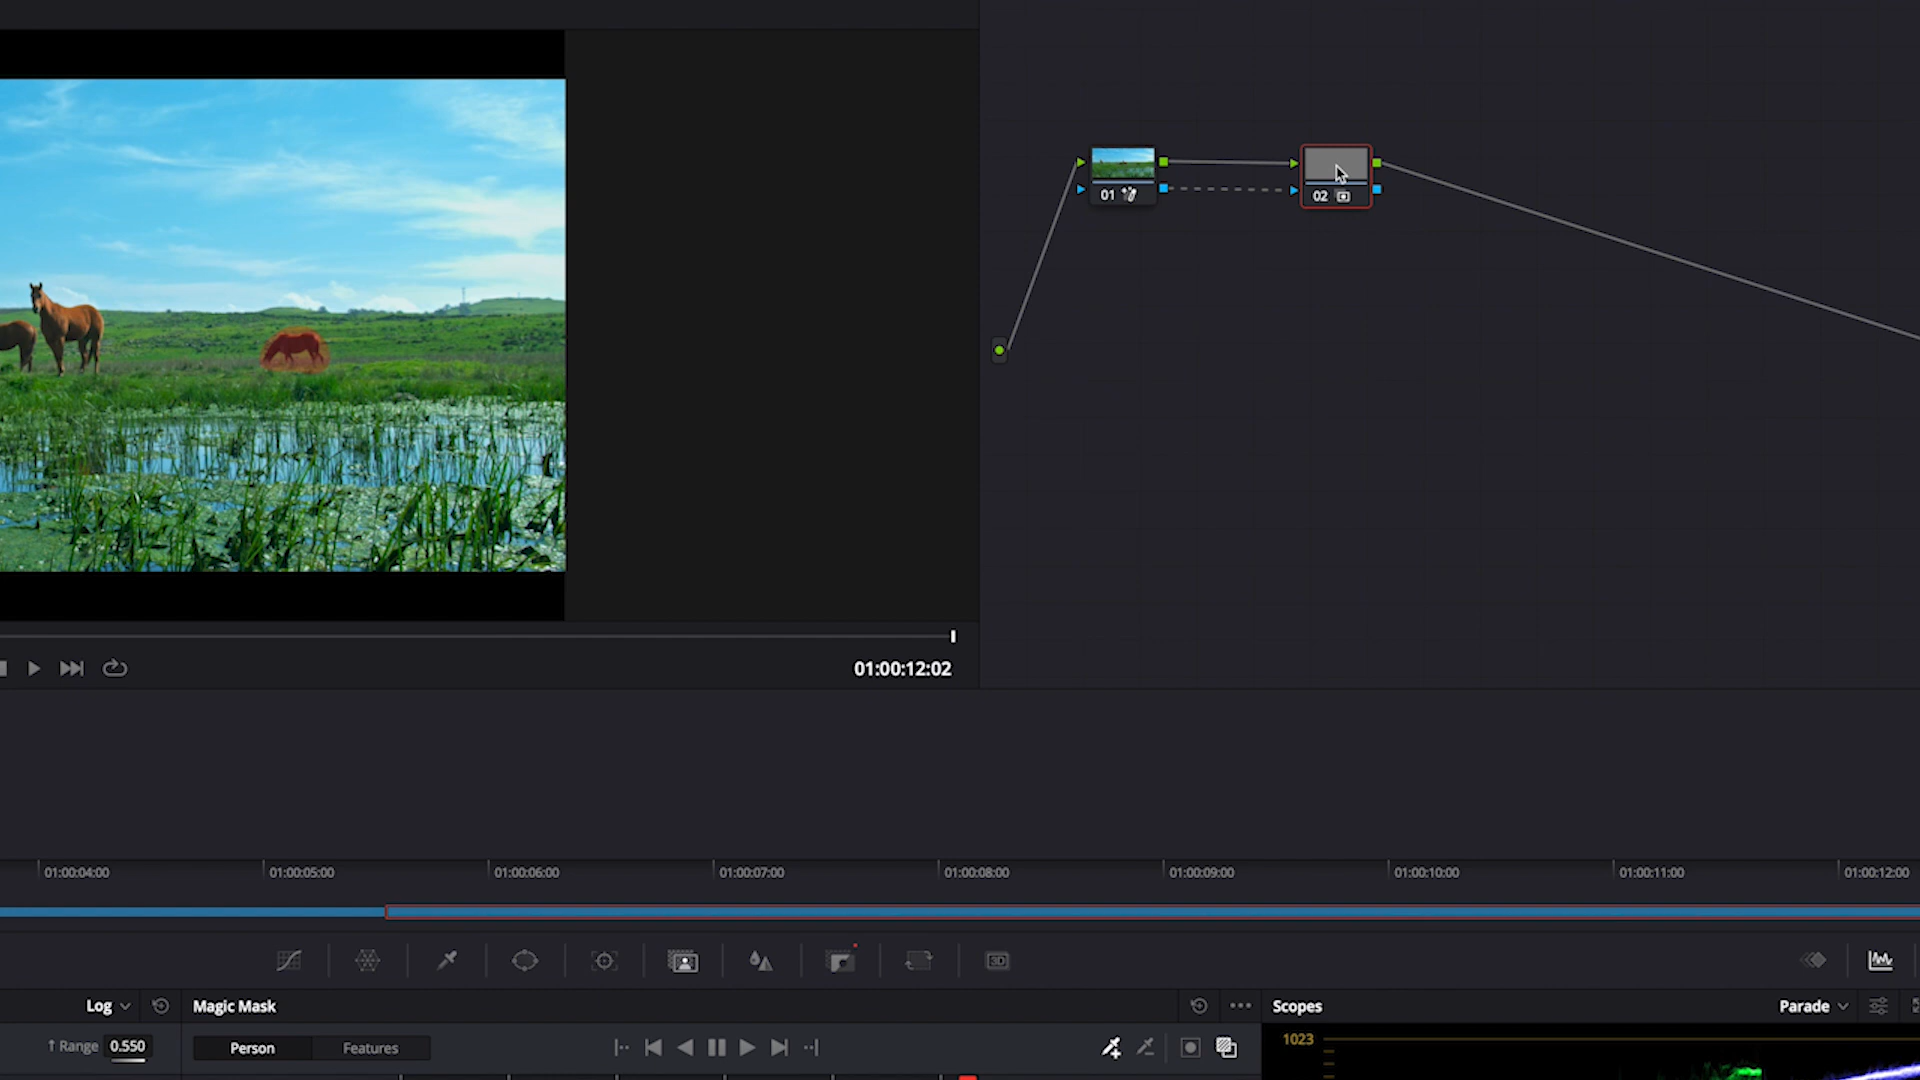 01
02
01:00:12:02
01:00:04:00
01:00:05:00
01:00:06:00
01:00:07:00
01:00:08:00
01:00:09:00
01:00:10:00
01:00:11:00
01:00:12:00
3D
Log
Magic Mask
Scopes
Parade
↑ Range 0.550
Person
Features
1023